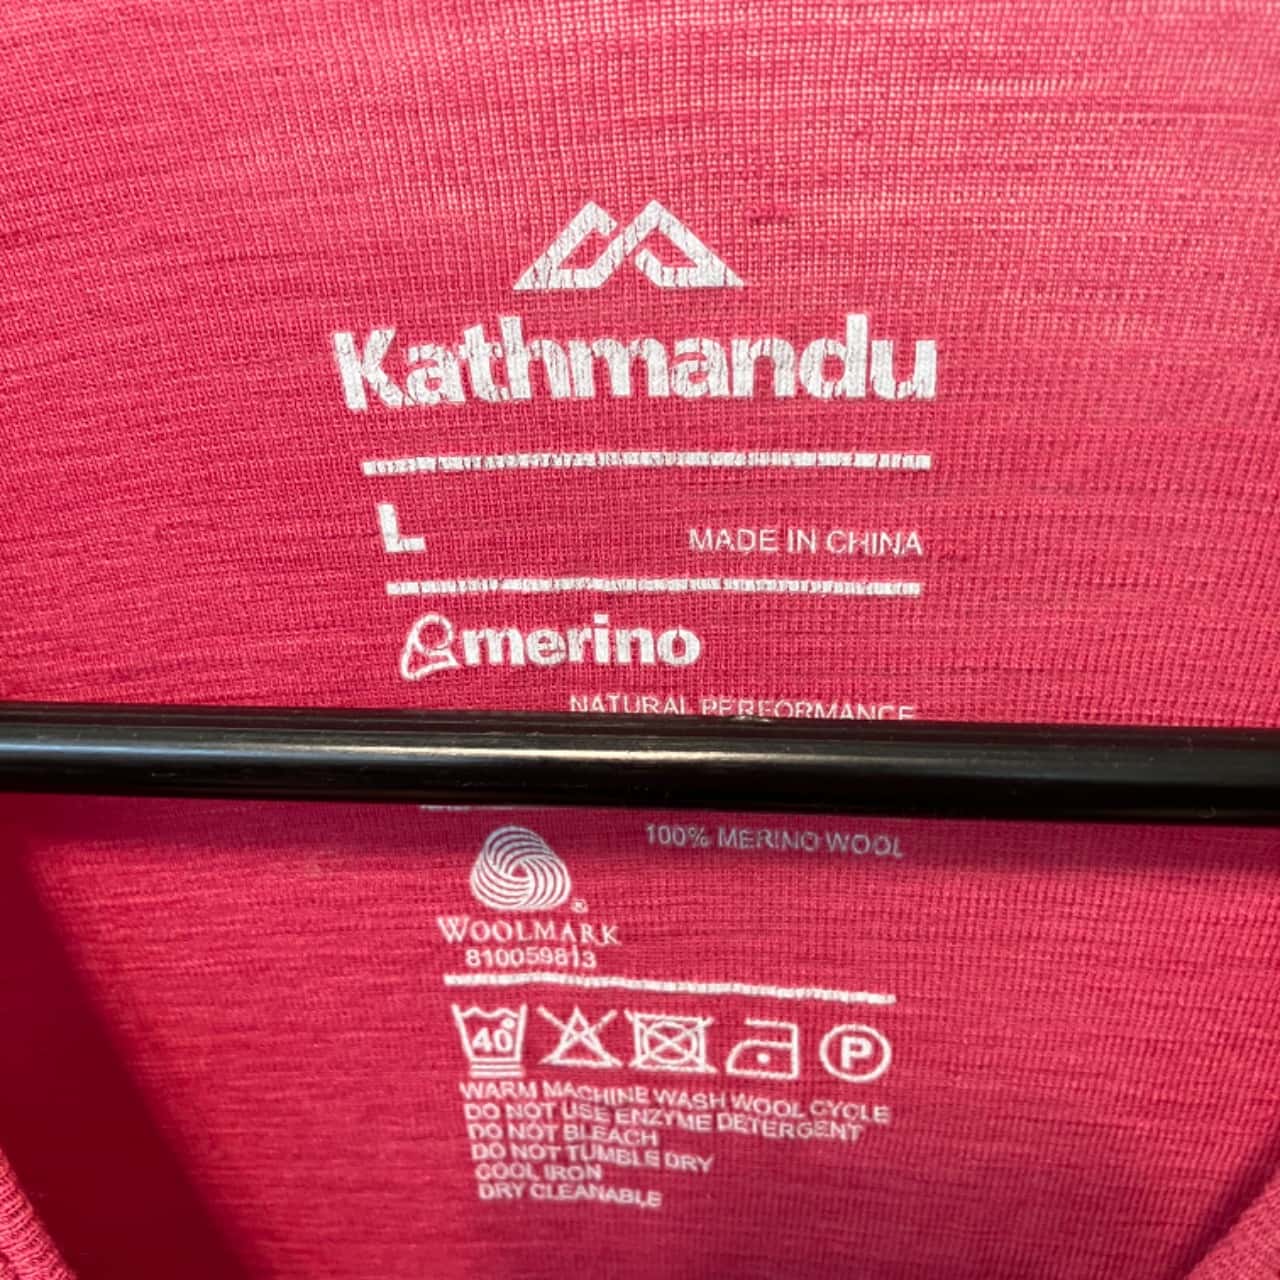 Kathmandu
L
MADE IN CHINA
merino
NATURAL PERFORMANCE
100% MERINO WOOL
®
WOOLMARK
810059813
40°
P
WARM MACHINE WASH WOOL CYCLE
DO NOT USE ENZYME DETERGENT
DO NOT BLEACH
DO NOT TUMBLE DRY
COOL IRON
DRY CLEANABLE